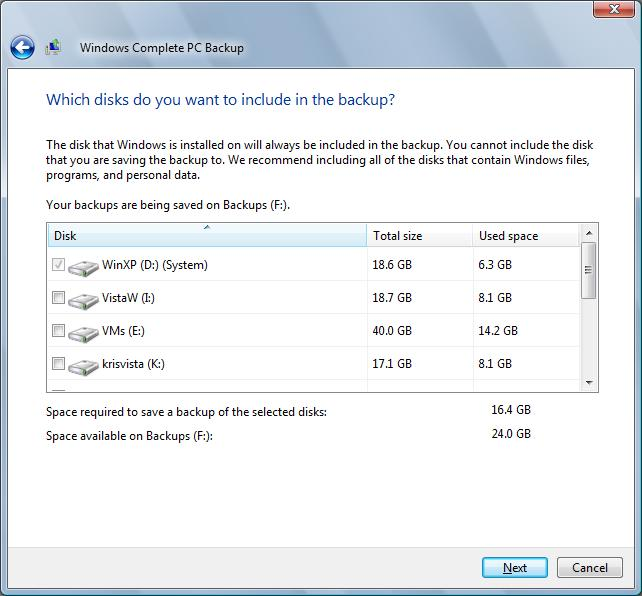 Windows Complete PC Backup
Which disks do you want to include in the backup?
The disk that Windows is installed on will always be included in the backup. You cannot include the disk
that you are saving the backup to. We recommend including all of the disks that contain Windows files,
programs, and personal data.
Your backups are being saved on Backups (F:).
Disk Total size Used space
WinXP (D:) (System) 18.6 GB 6.3 GB
VistaW (I:) 18.7 GB 8.1 GB
VMs (E:) 40.0 GB 14.2 GB
krisvista (K:) 17.1 GB 8.1 GB
Space required to save a backup of the selected disks: 16.4 GB
Space available on Backups (F:): 24.0 GB
Next Cancel